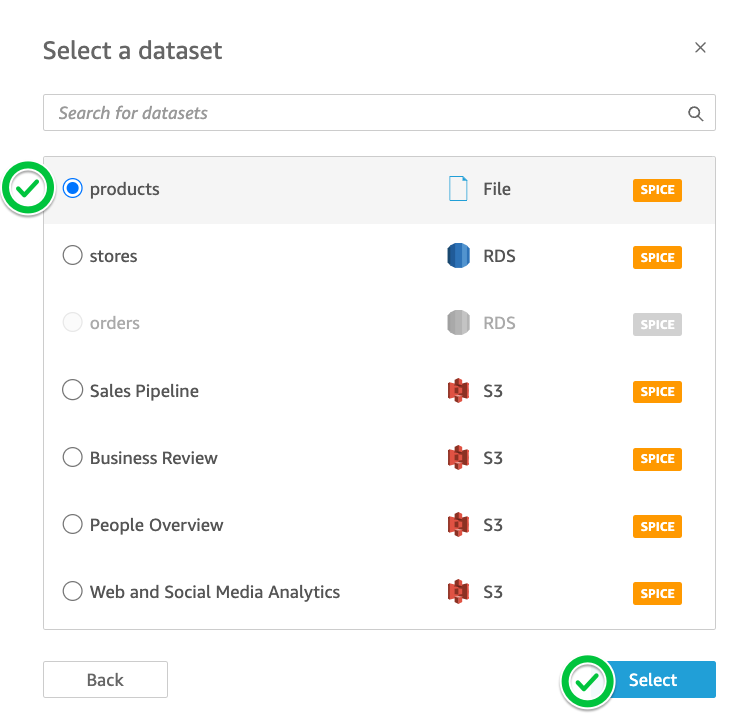 Select a dataset
Search for datasets
products File SPICE
stores RDS SPICE
orders RDS SPICE
Sales Pipeline S3 SPICE
Business Review S3 SPICE
People Overview S3 SPICE
Web and Social Media Analytics S3 SPICE
Back Select